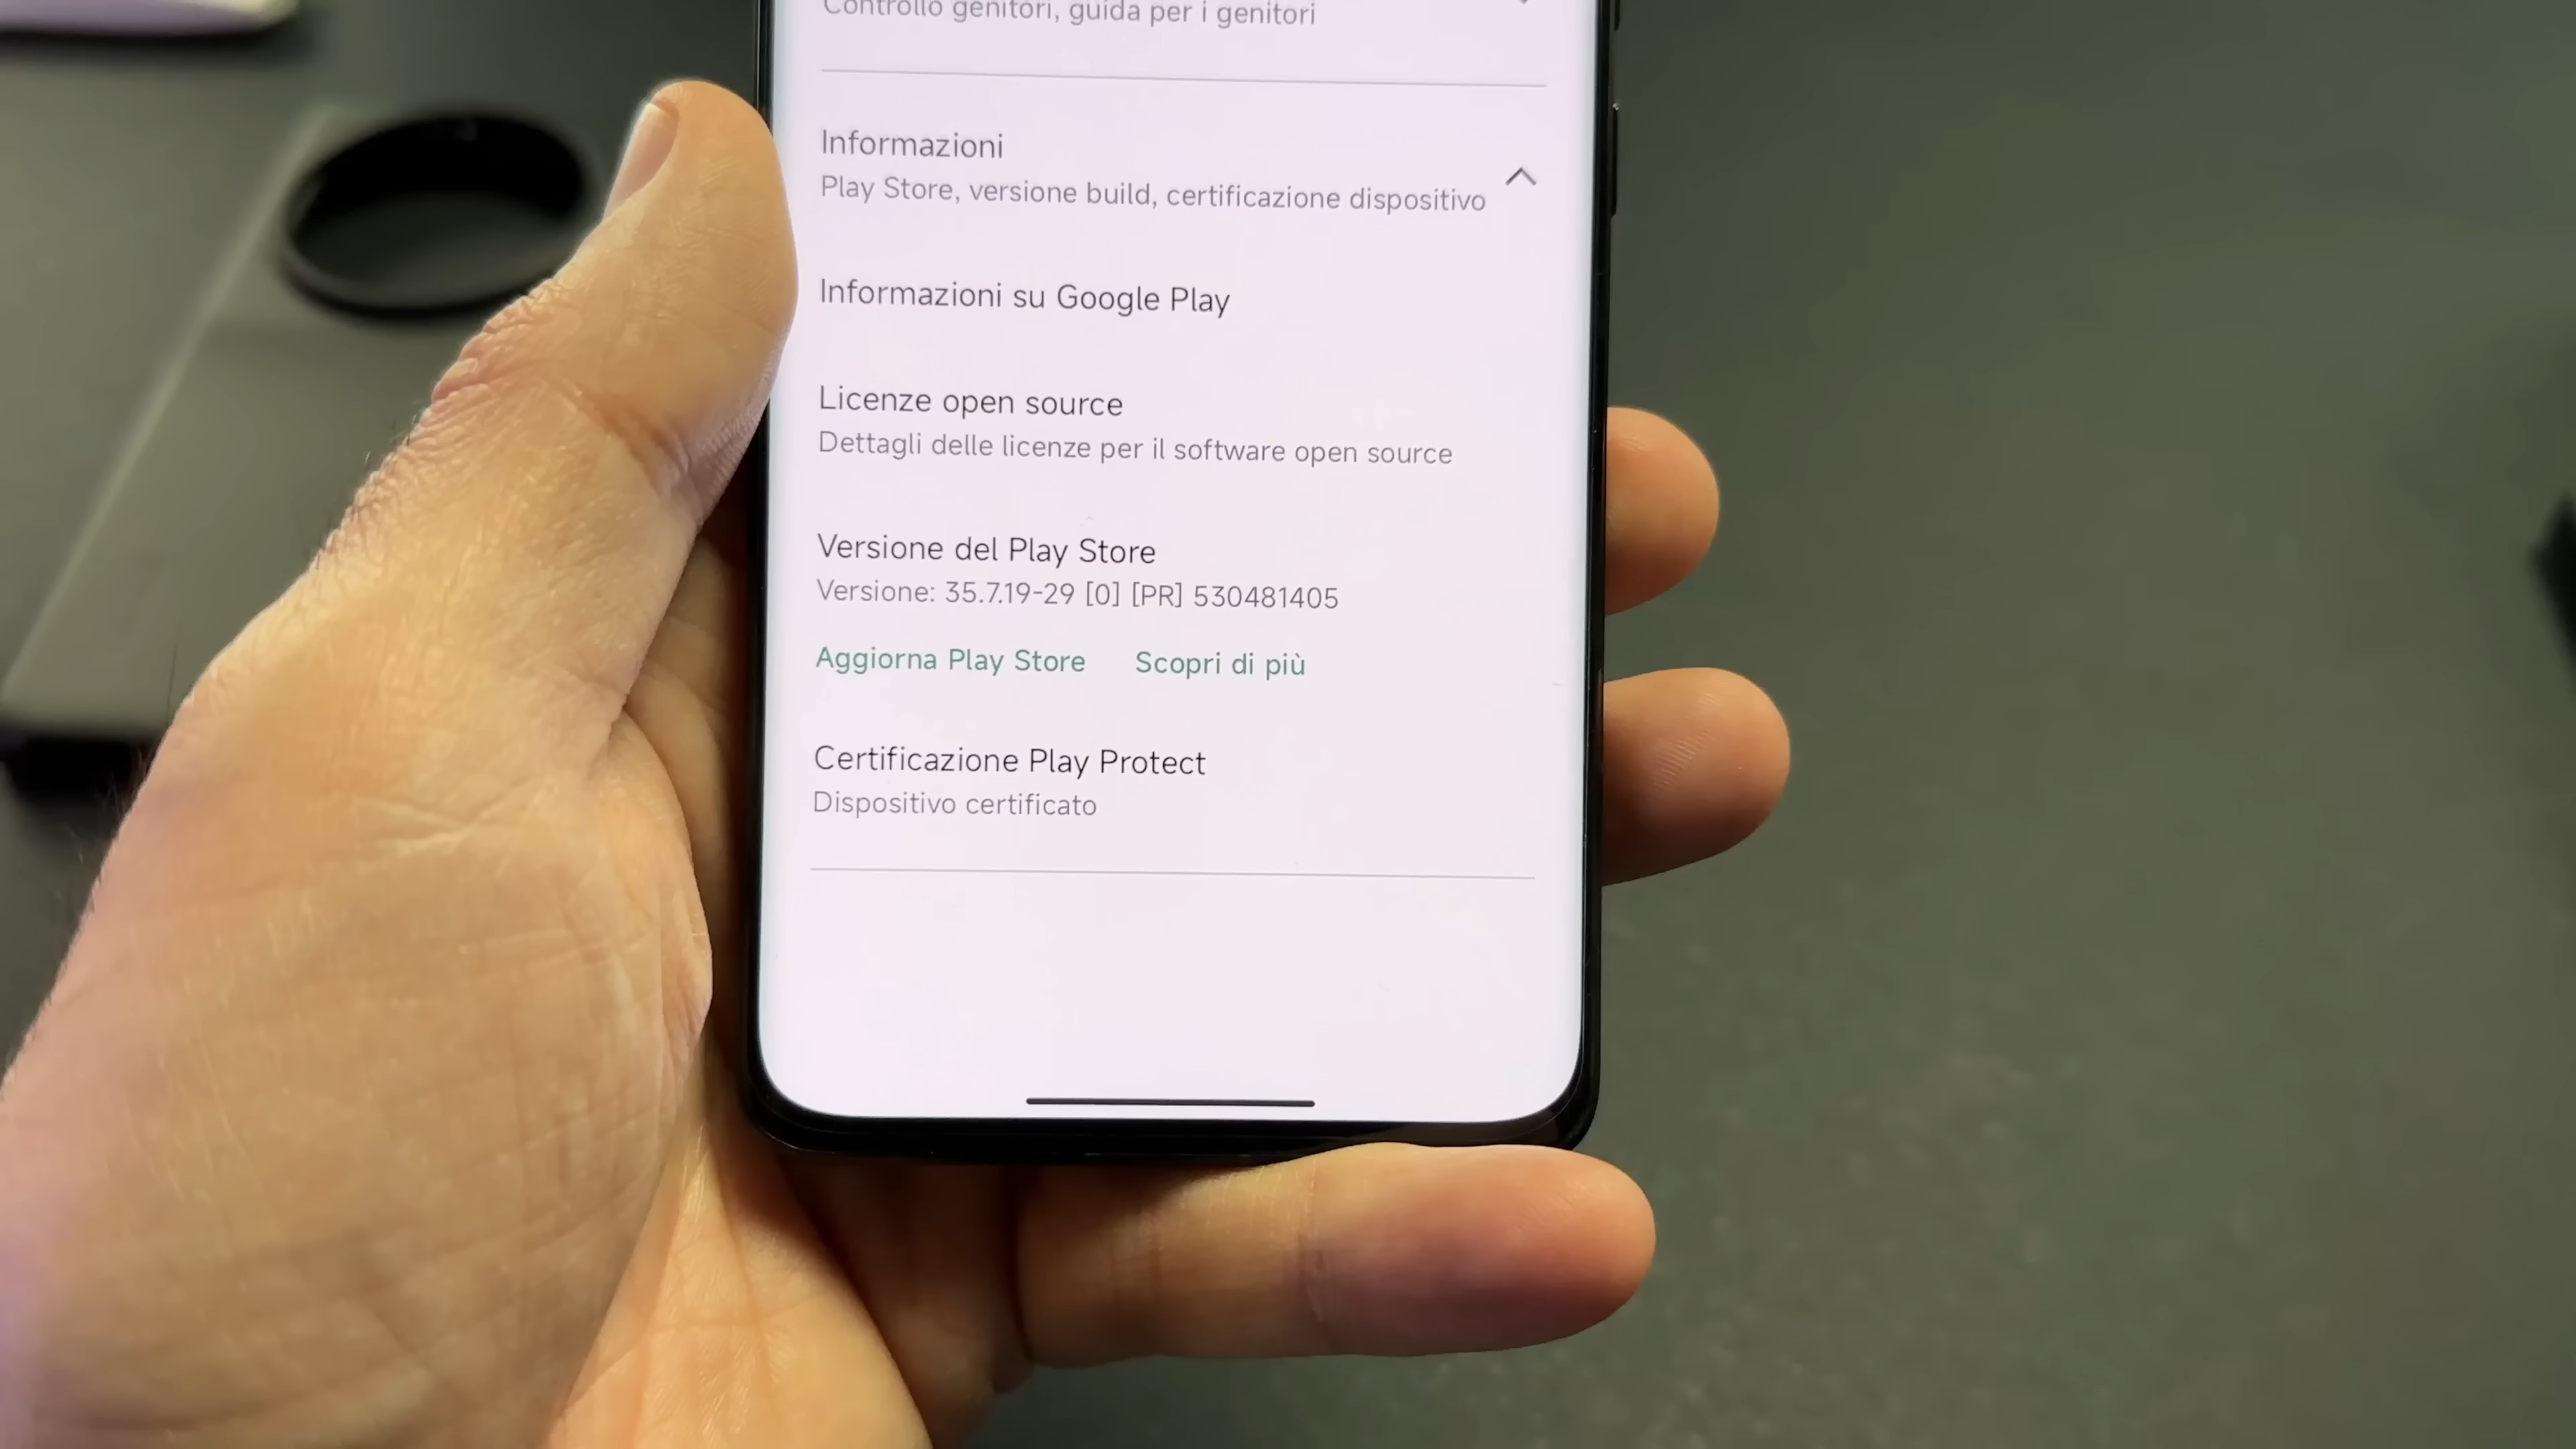 Controllo genitori, guida per i genitori
Informazioni
Play Store, versione build, certificazione dispositivo
Informazioni su Google Play
Licenze open source
Dettagli delle licenze per il software open source
Versione del Play Store
Versione: 35.7.19-29 [0] [PR] 530481405
Aggiorna Play Store Scopri di più
Certificazione Play Protect
Dispositivo certificato